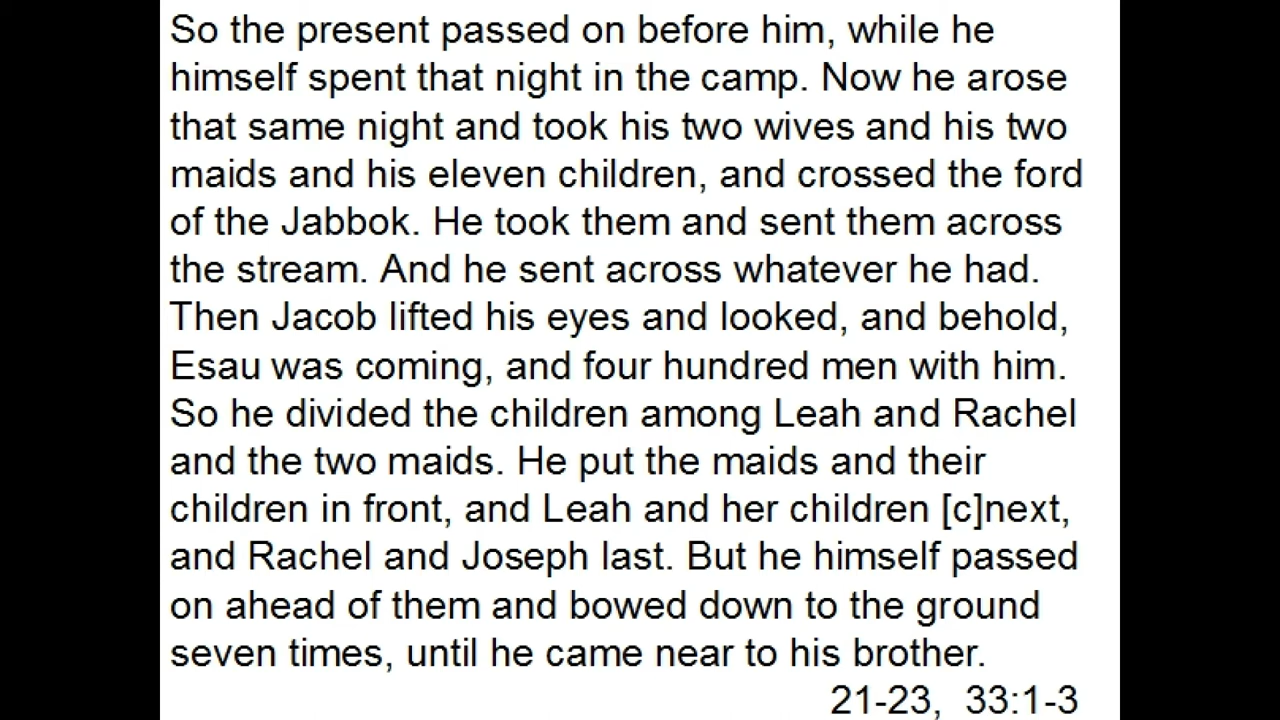 So the present passed on before him, while he
himself spent that night in the camp. Now he arose
that same night and took his two wives and his two
maids and his eleven children, and crossed the ford
of the Jabbok. He took them and sent them across
the stream. And he sent across whatever he had.
Then Jacob lifted his eyes and looked, and behold,
Esau was coming, and four hundred men with him.
So he divided the children among Leah and Rachel
and the two maids. He put the maids and their
children in front, and Leah and her children [c]next,
and Rachel and Joseph last. But he himself passed
on ahead of them and bowed down to the ground
seven times, until he came near to his brother.
21-23, 33:1-3